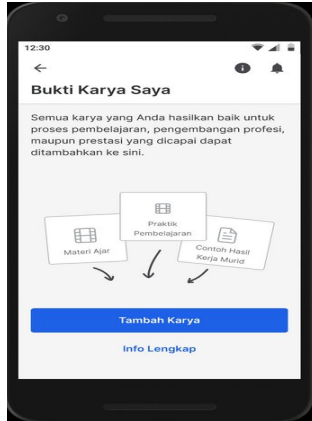 12:30
Bukti Karya Saya
Semua karya yang Anda hasilkan baik untuk
proses pembelajaran, pengembangan profesi,
maupun prestasi yang dicapai dapat
ditambahkan ke sini.
Praktik
Pembelajaran
Materi Ajar
Contoh Hasil
Kerja Murid
Tambah Karya
Info Lengkap